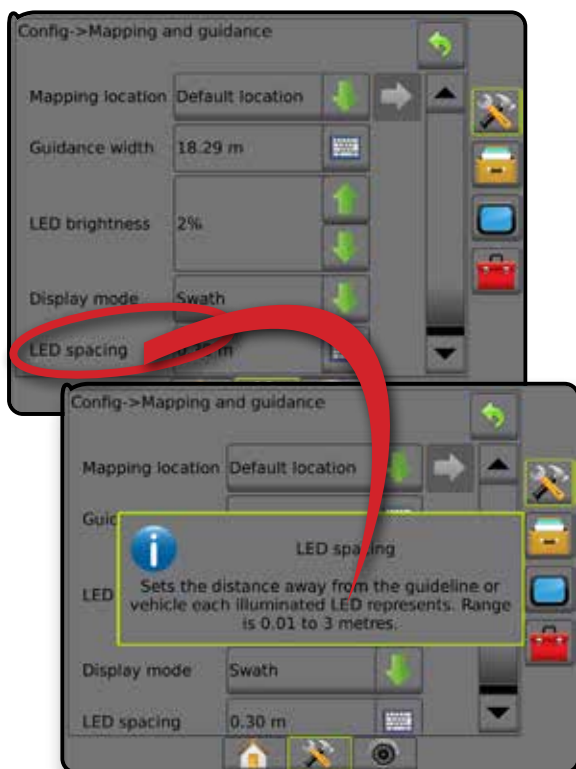 Config->Mapping and guidance
Mapping location Default location
Guidance width 18.29 m
LED brightness 2%
Display mode Swath
LED spacing m
Config->Mapping and guidance
Mapping location Default location
Guid
LED spacing
LED Sets the distance away from the guideline or
vehicle each illuminated LED represents. Range
is 0.01 to 3 metres.
Display mode Swath
LED spacing 0.30 m